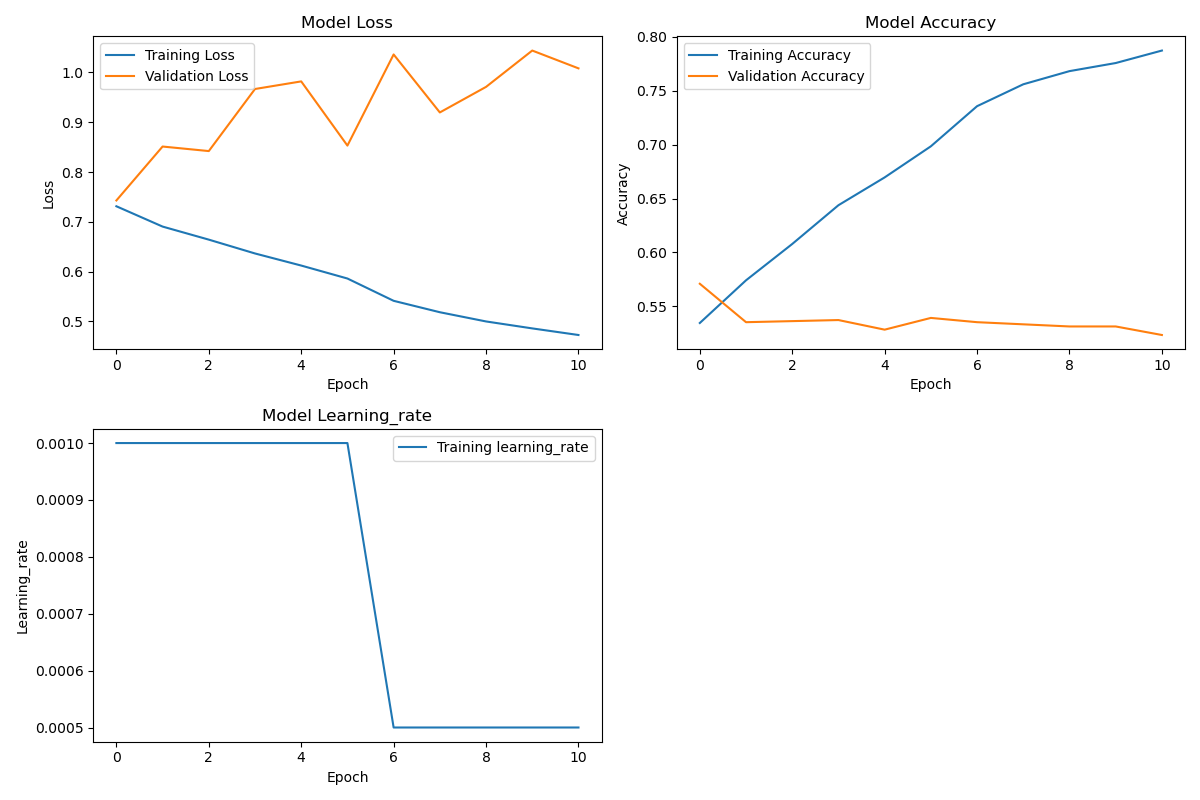 Model Loss
Training Loss
Validation Loss
1.0
0.9
0.8
0.7
0.6
0.5
Loss
0 2 4 6 8 10
Epoch
Model Accuracy
Training Accuracy
Validation Accuracy
0.80
0.75
0.70
0.65
0.60
0.55
Accuracy
0 2 4 6 8 10
Epoch
Model Learning_rate
Training learning_rate
0.0010
0.0009
0.0008
0.0007
0.0006
0.0005
Learning_rate
0 2 4 6 8 10
Epoch